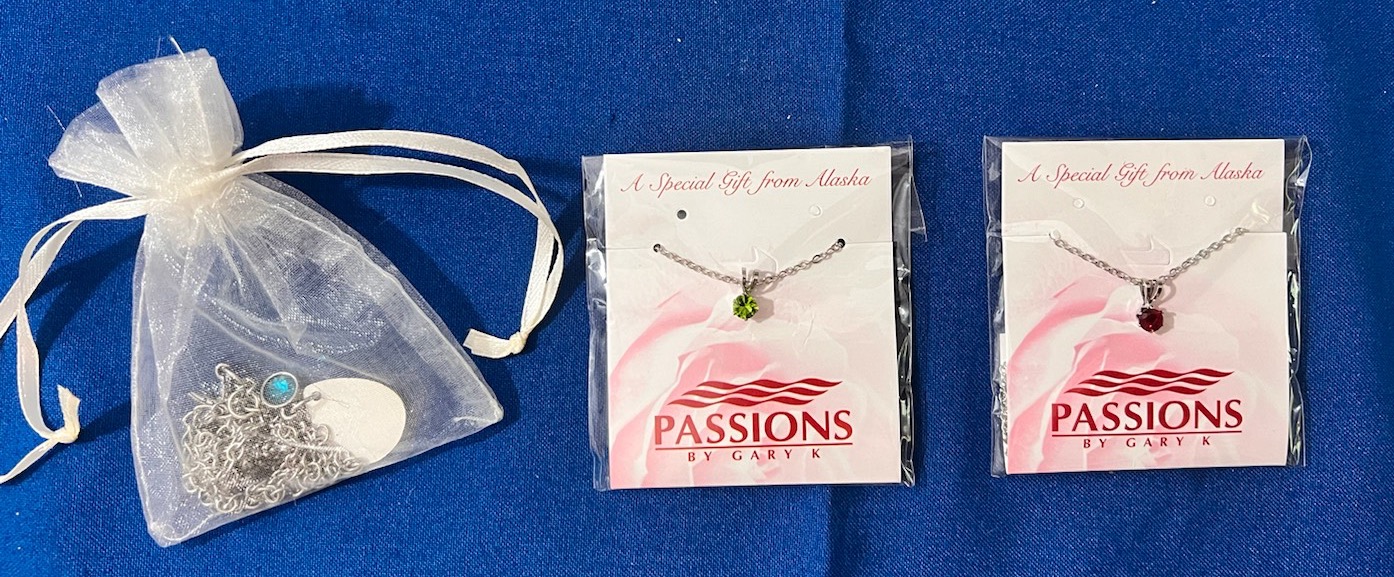 A Special Gift from Alaska
PASSIONS
BY GARY K
A Special Gift from Alaska
PASSIONS
BY GARY K